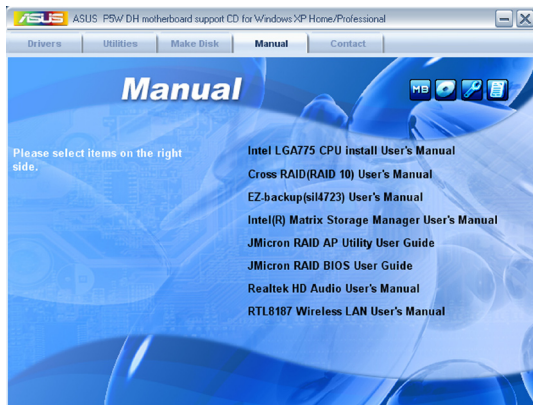 ASUS ASUS P5W DH motherboard support CD for Windows XP Home/Professional
Drivers Utilities Make Disk Manual Contact
Manual
MB
Please select items on the right
side.
Intel LGA775 CPU install User's Manual
Cross RAID(RAID 10) User's Manual
EZ-backup(sil4723) User's Manual
Intel(R) Matrix Storage Manager User's Manual
JMicron RAID AP Utility User Guide
JMicron RAID BIOS User Guide
Realtek HD Audio User's Manual
RTL8187 Wireless LAN User's Manual